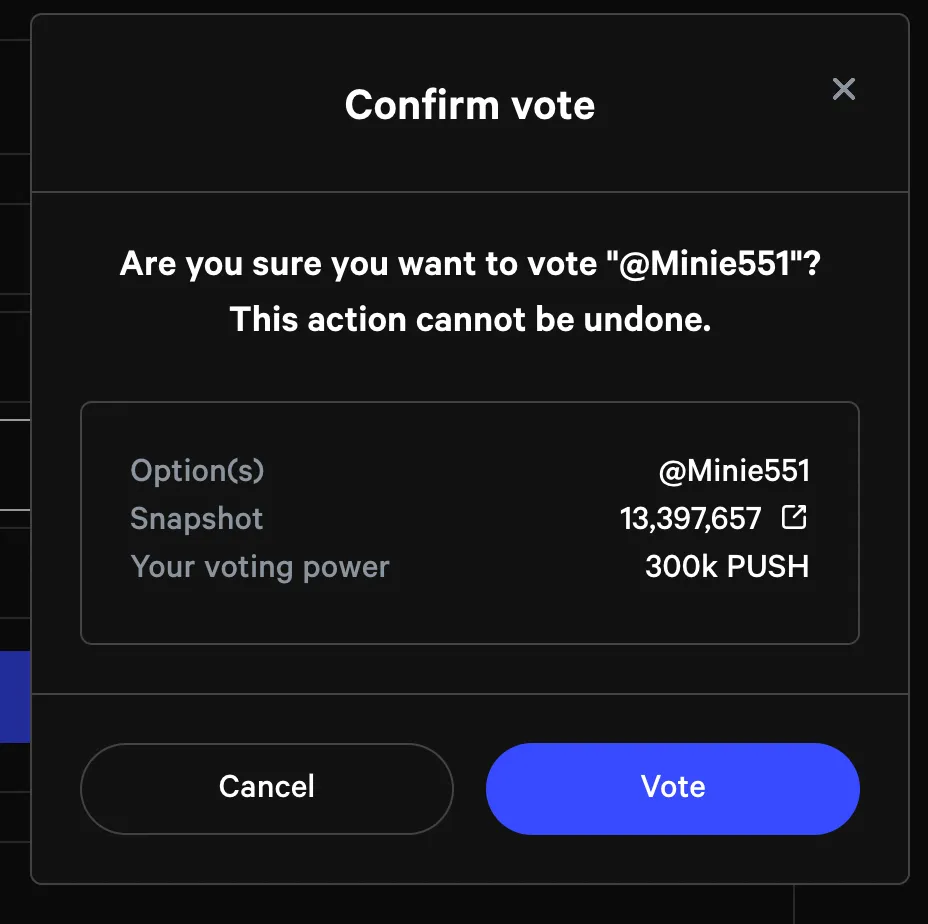 Confirm vote
Are you sure you want to vote "@Minie551"?
This action cannot be undone.
Option(s) @Minie551
Snapshot 13,397,657
Your voting power 300k PUSH
Cancel Vote